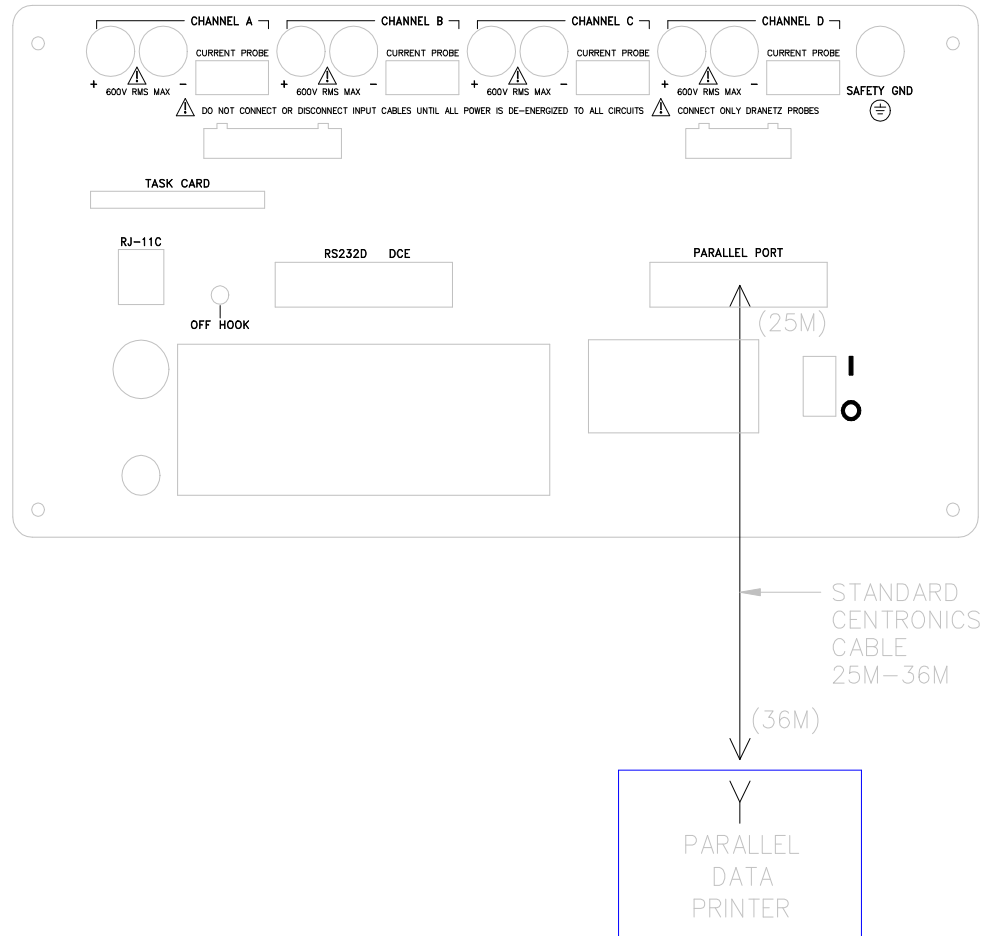 CHANNEL A CHANNEL B CHANNEL C CHANNEL D
CURRENT PROBE CURRENT PROBE CURRENT PROBE CURRENT PROBE
+ - + - + - + -
600V RMS MAX 600V RMS MAX 600V RMS MAX 600V RMS MAX SAFETY GND
DO NOT CONNECT OR DISCONNECT INPUT CABLES UNTIL ALL POWER IS DE-ENERGIZED TO ALL CIRCUITS CONNECT ONLY DRANETZ PROBES
TASK CARD
RJ-11C
RS232D DCE PARALLEL PORT
OFF HOOK
(25M)
I
O
STANDARD
CENTRONICS
CABLE
25M-36M
(36M)
PARALLEL
DATA
PRINTER